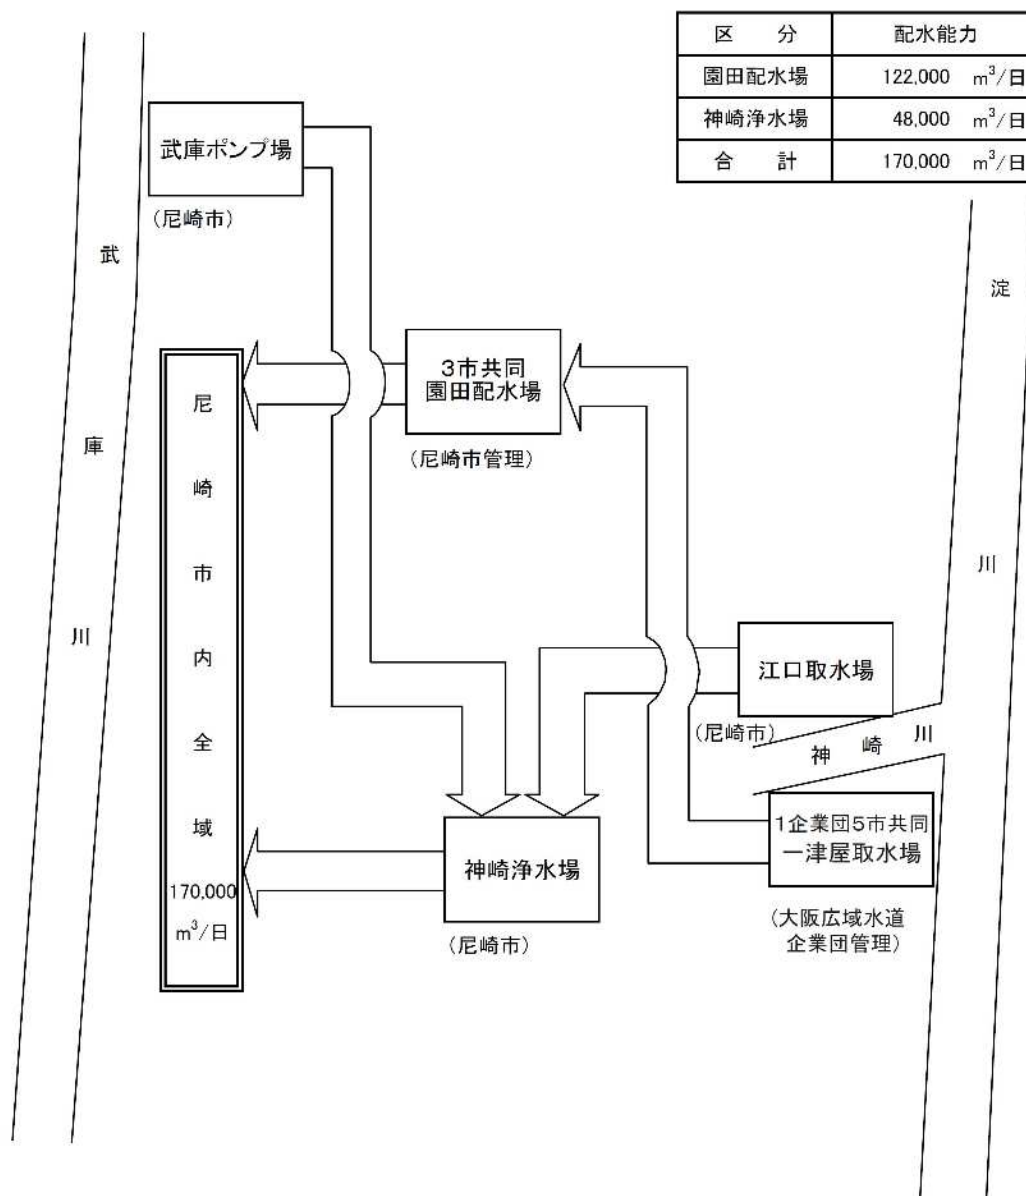 区　分　配水能力
園田配水場　122,000 m³/日
神崎浄水場　48,000 m³/日
合　計　170,000 m³/日
武庫ポンプ場
(尼崎市)
武庫川
淀川
3市共同
園田配水場
(尼崎市管理)
尼崎市内全域
170,000
m³/日
江口取水場
(尼崎市)
神崎川
1企業団5市共同
一津屋取水場
(大阪広域水道
企業団管理)
神崎浄水場
(尼崎市)